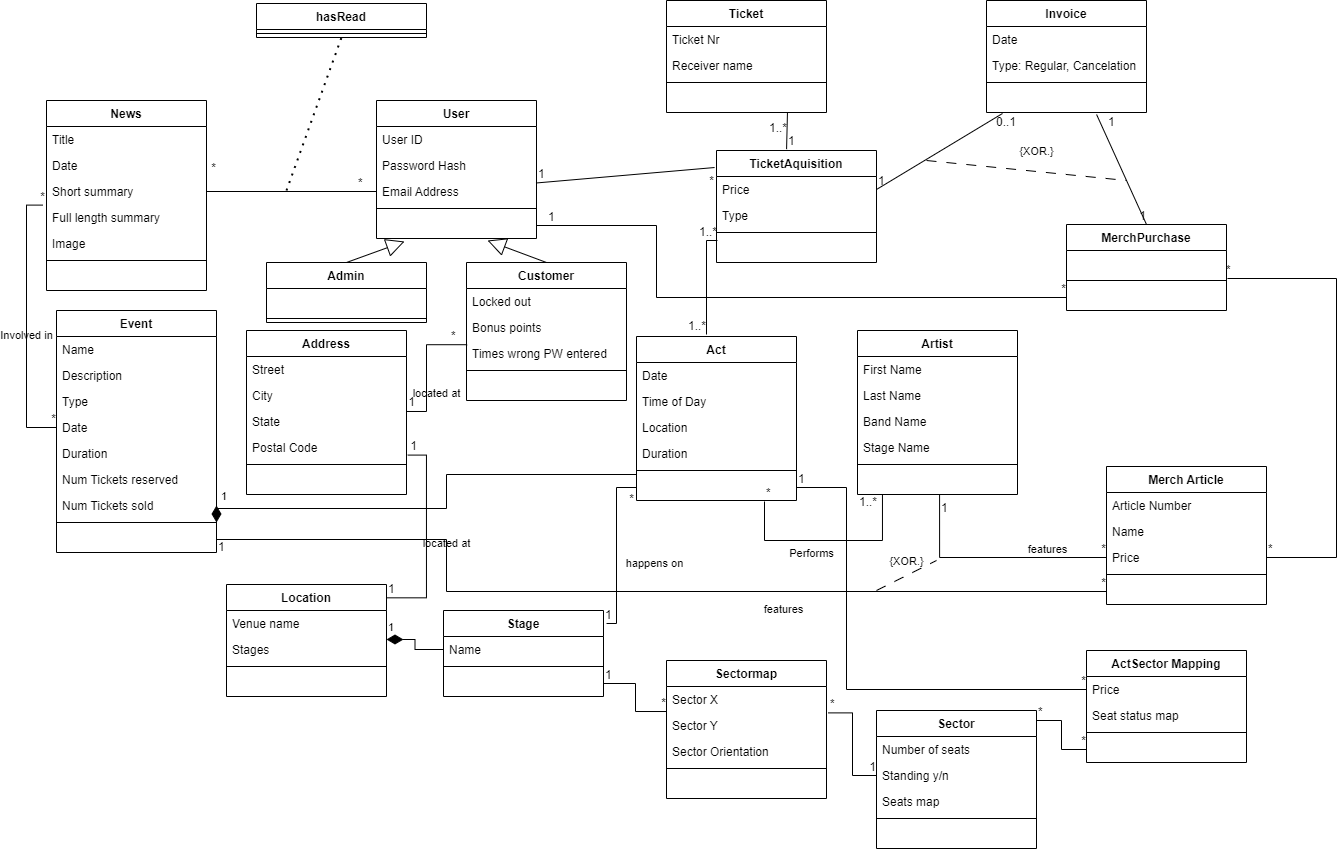 hasRead
Ticket
Ticket Nr
Receiver name
Invoice
Date
Type: Regular, Cancelation
News
Title
Date
Short summary
Full length summary
Image
User
User ID
Password Hash
Email Address
TicketAquisition
Price
Type
MerchPurchase
Admin
Customer
Locked out
Bonus points
Times wrong PW entered
Event
Name
Description
Type
Date
Duration
Num Tickets reserved
Num Tickets sold
Address
Street
City
State
Postal Code
Act
Date
Time of Day
Location
Duration
Artist
First Name
Last Name
Band Name
Stage Name
Merch Article
Article Number
Name
Price
Location
Venue name
Stages
Stage
Name
Sectormap
Sector X
Sector Y
Sector Orientation
Sector
Number of seats
Standing y/n
Seats map
ActSector Mapping
Price
Seat status map
*
*
1
*
1
*
1..*
1
0..1
1
{XOR.}
1
1
*
*
Involved in
*
*
1
located at
1..*
1..*
1
1
located at
1
1
*
1..*
Performs
*
1
features
*
{XOR.}
1
features
*
*
*
happens on
1
1
1
*
*
1
1
*
*
*